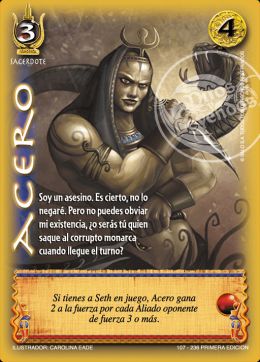 3
4
SACERDOTE
ACERO
Soy un asesino. Es cierto, no lo
negaré. Pero no puedes obviar
mi existencia, ¿o serás tú quien
saque al corrupto monarca
cuando llegue el turno?
Si tienes a Seth en juego, Acero gana
2 a la fuerza por cada Aliado oponente
de fuerza 3 o más.
ILUSTRADOR: CAROLINA EADE
107 - 236 PRIMERA EDICIÓN